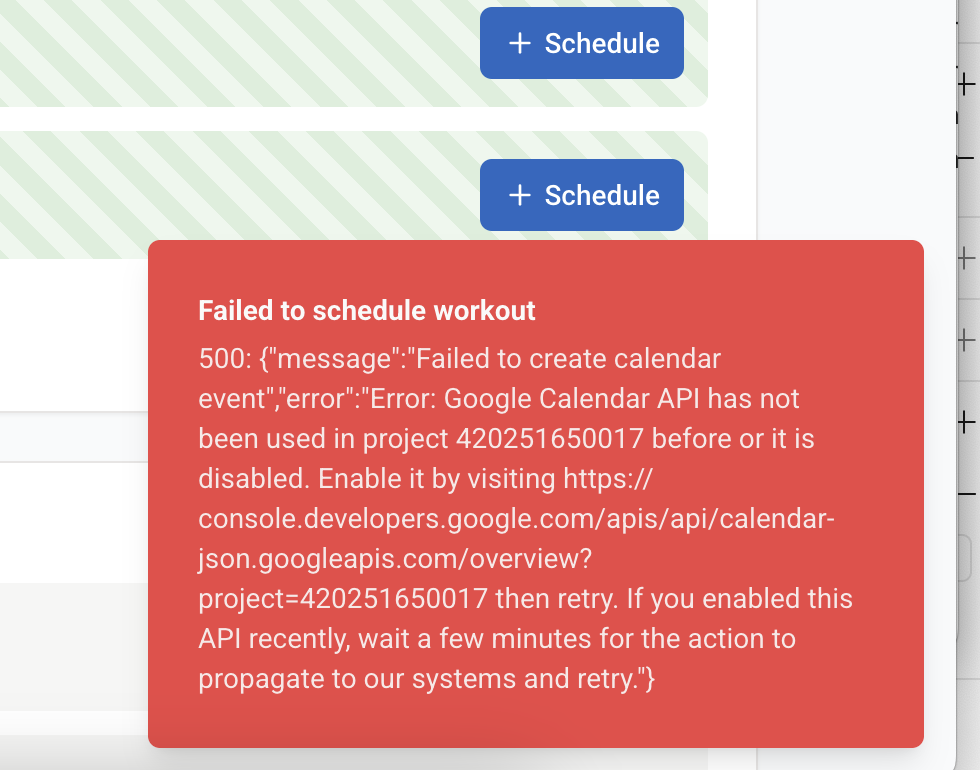 + Schedule
+ Schedule
Failed to schedule workout
500: {"message":"Failed to create calendar
event","error":"Error: Google Calendar API has not
been used in project 420251650017 before or it is
disabled. Enable it by visiting https://
console.developers.google.com/apis/api/calendar-
json.googleapis.com/overview?
project=420251650017 then retry. If you enabled this
API recently, wait a few minutes for the action to
propagate to our systems and retry."}